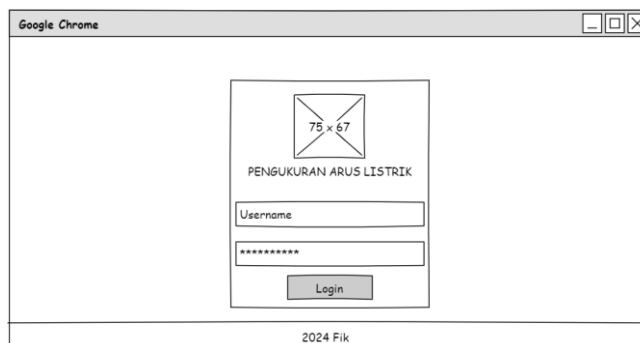 Google Chrome
75 x 67
PENGUKURAN ARUS LISTRIK
Username
**********
Login
2024 Fik